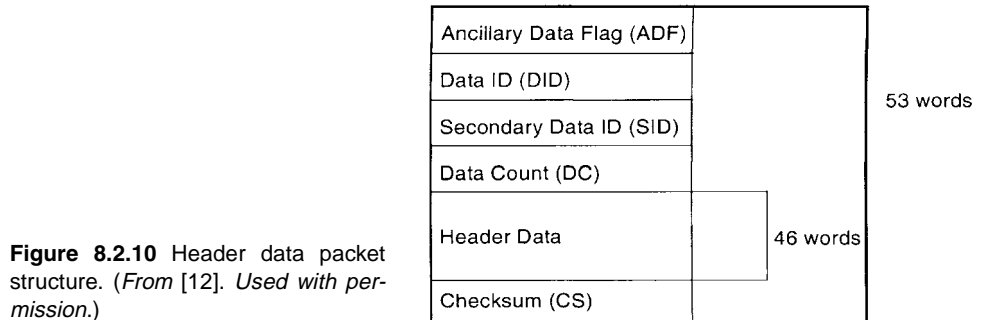 Ancillary Data Flag (ADF)
Data ID (DID)
53 words
Secondary Data ID (SID)
Data Count (DC)
Header Data
46 words
Checksum (CS)
Figure 8.2.10 Header data packet
structure. (From [12]. Used with per-
mission.)